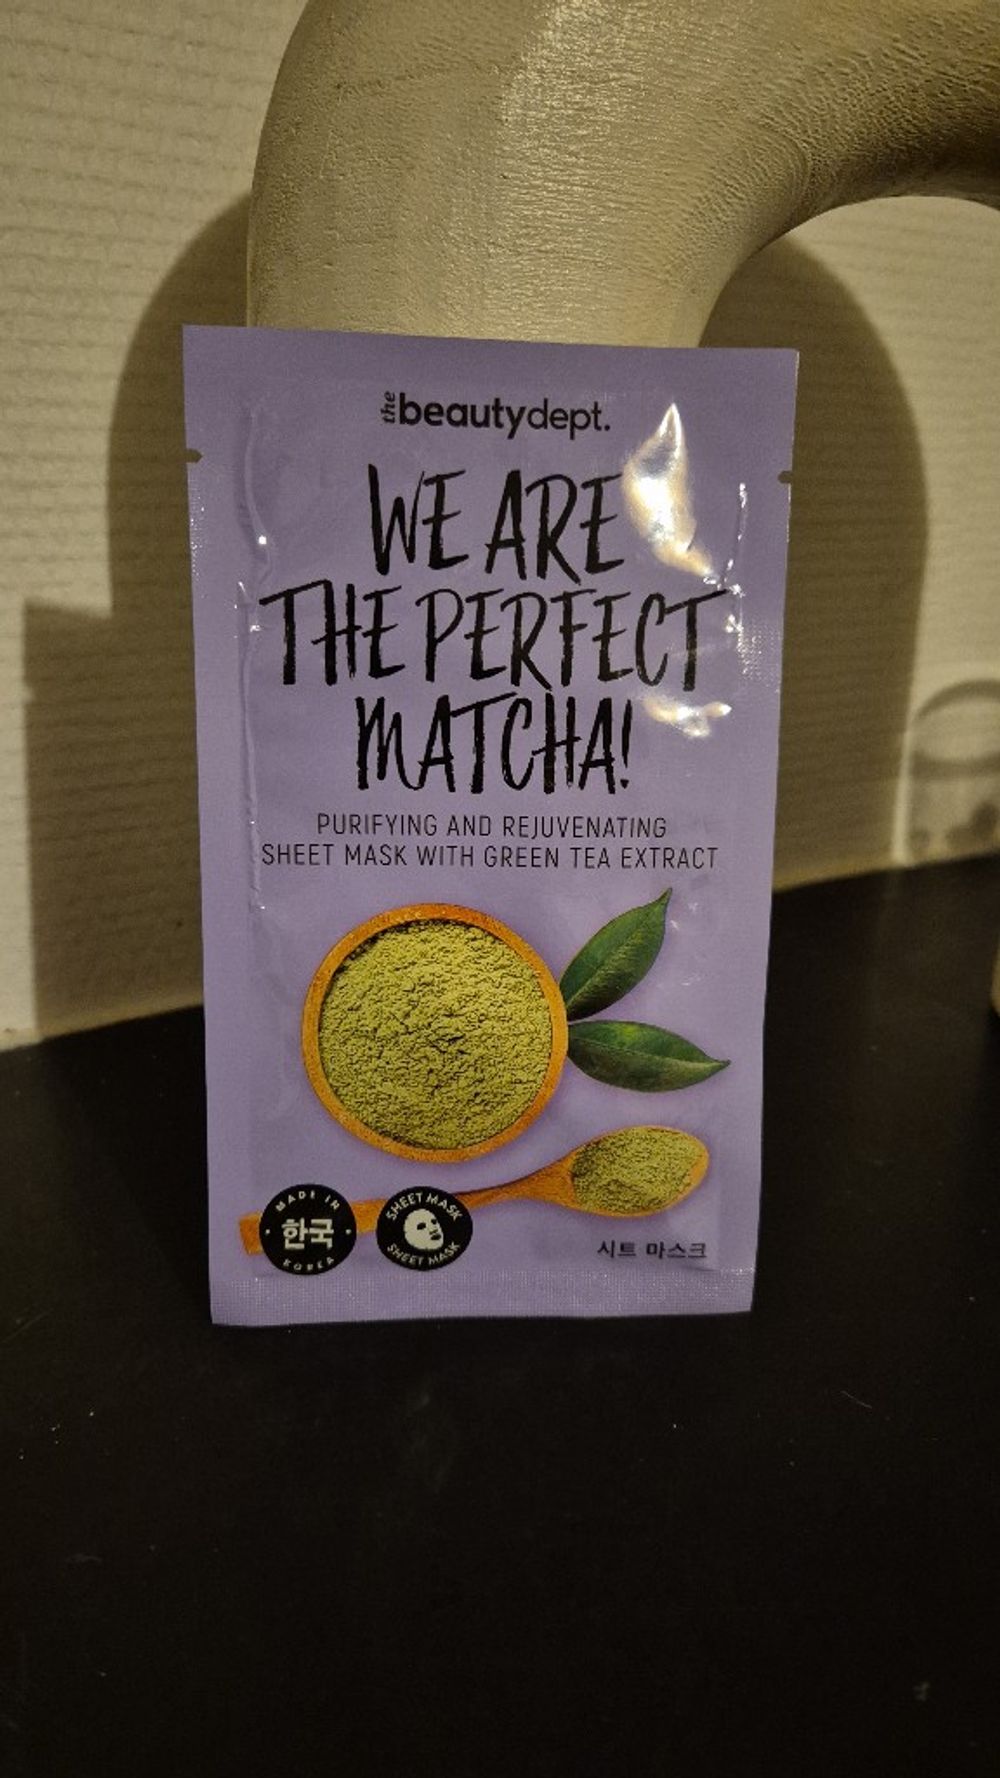 the beautydept.
WE ARE
THE PERFECT
MATCHA!
PURIFYING AND REJUVENATING
SHEET MASK WITH GREEN TEA EXTRACT
MADE IN
한국
KOREA
SHEET MASK
SHEET MASK
시트 마스크